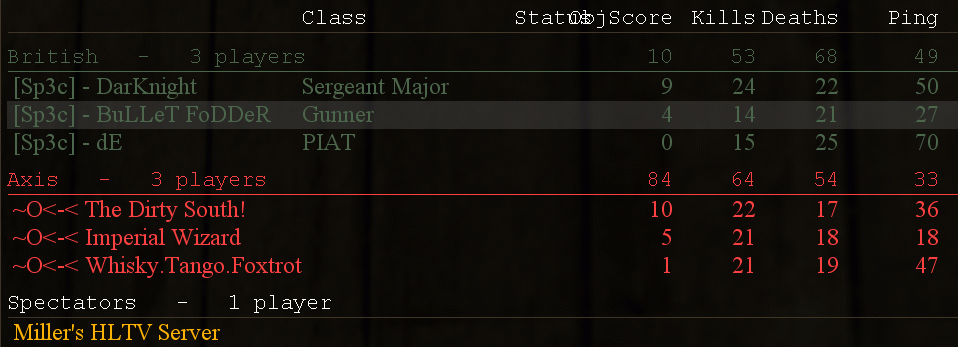 Class Status ObjScore Kills Deaths Ping
British - 3 players 10 53 68 49
[Sp3c] - DarKnight Sergeant Major 9 24 22 50
[Sp3c] - BuLLeT FoDDeR Gunner 4 14 21 27
[Sp3c] - dE PIAT 0 15 25 70
Axis - 3 players 84 64 54 33
~O<-< The Dirty South! 10 22 17 36
~O<-< Imperial Wizard 5 21 18 18
~O<-< Whisky.Tango.Foxtrot 1 21 19 47
Spectators - 1 player
Miller's HLTV Server